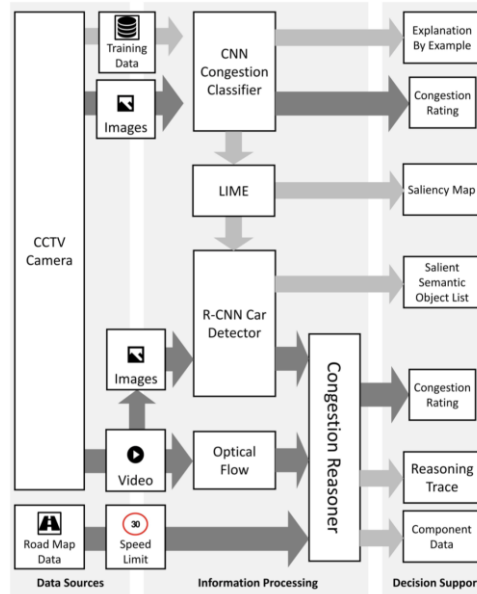 Training
Data
CNN
Congestion
Classifier
Explanation
By Example
Images
Congestion
Rating
LIME
Saliency Map
CCTV
Camera
R-CNN Car
Detector
Salient
Semantic
Object List
Images
Congestion Reasoner
Congestion
Rating
Video
Optical
Flow
Reasoning
Trace
Road Map
Data
30
Speed
Limit
Component
Data
Data Sources
Information Processing
Decision Support